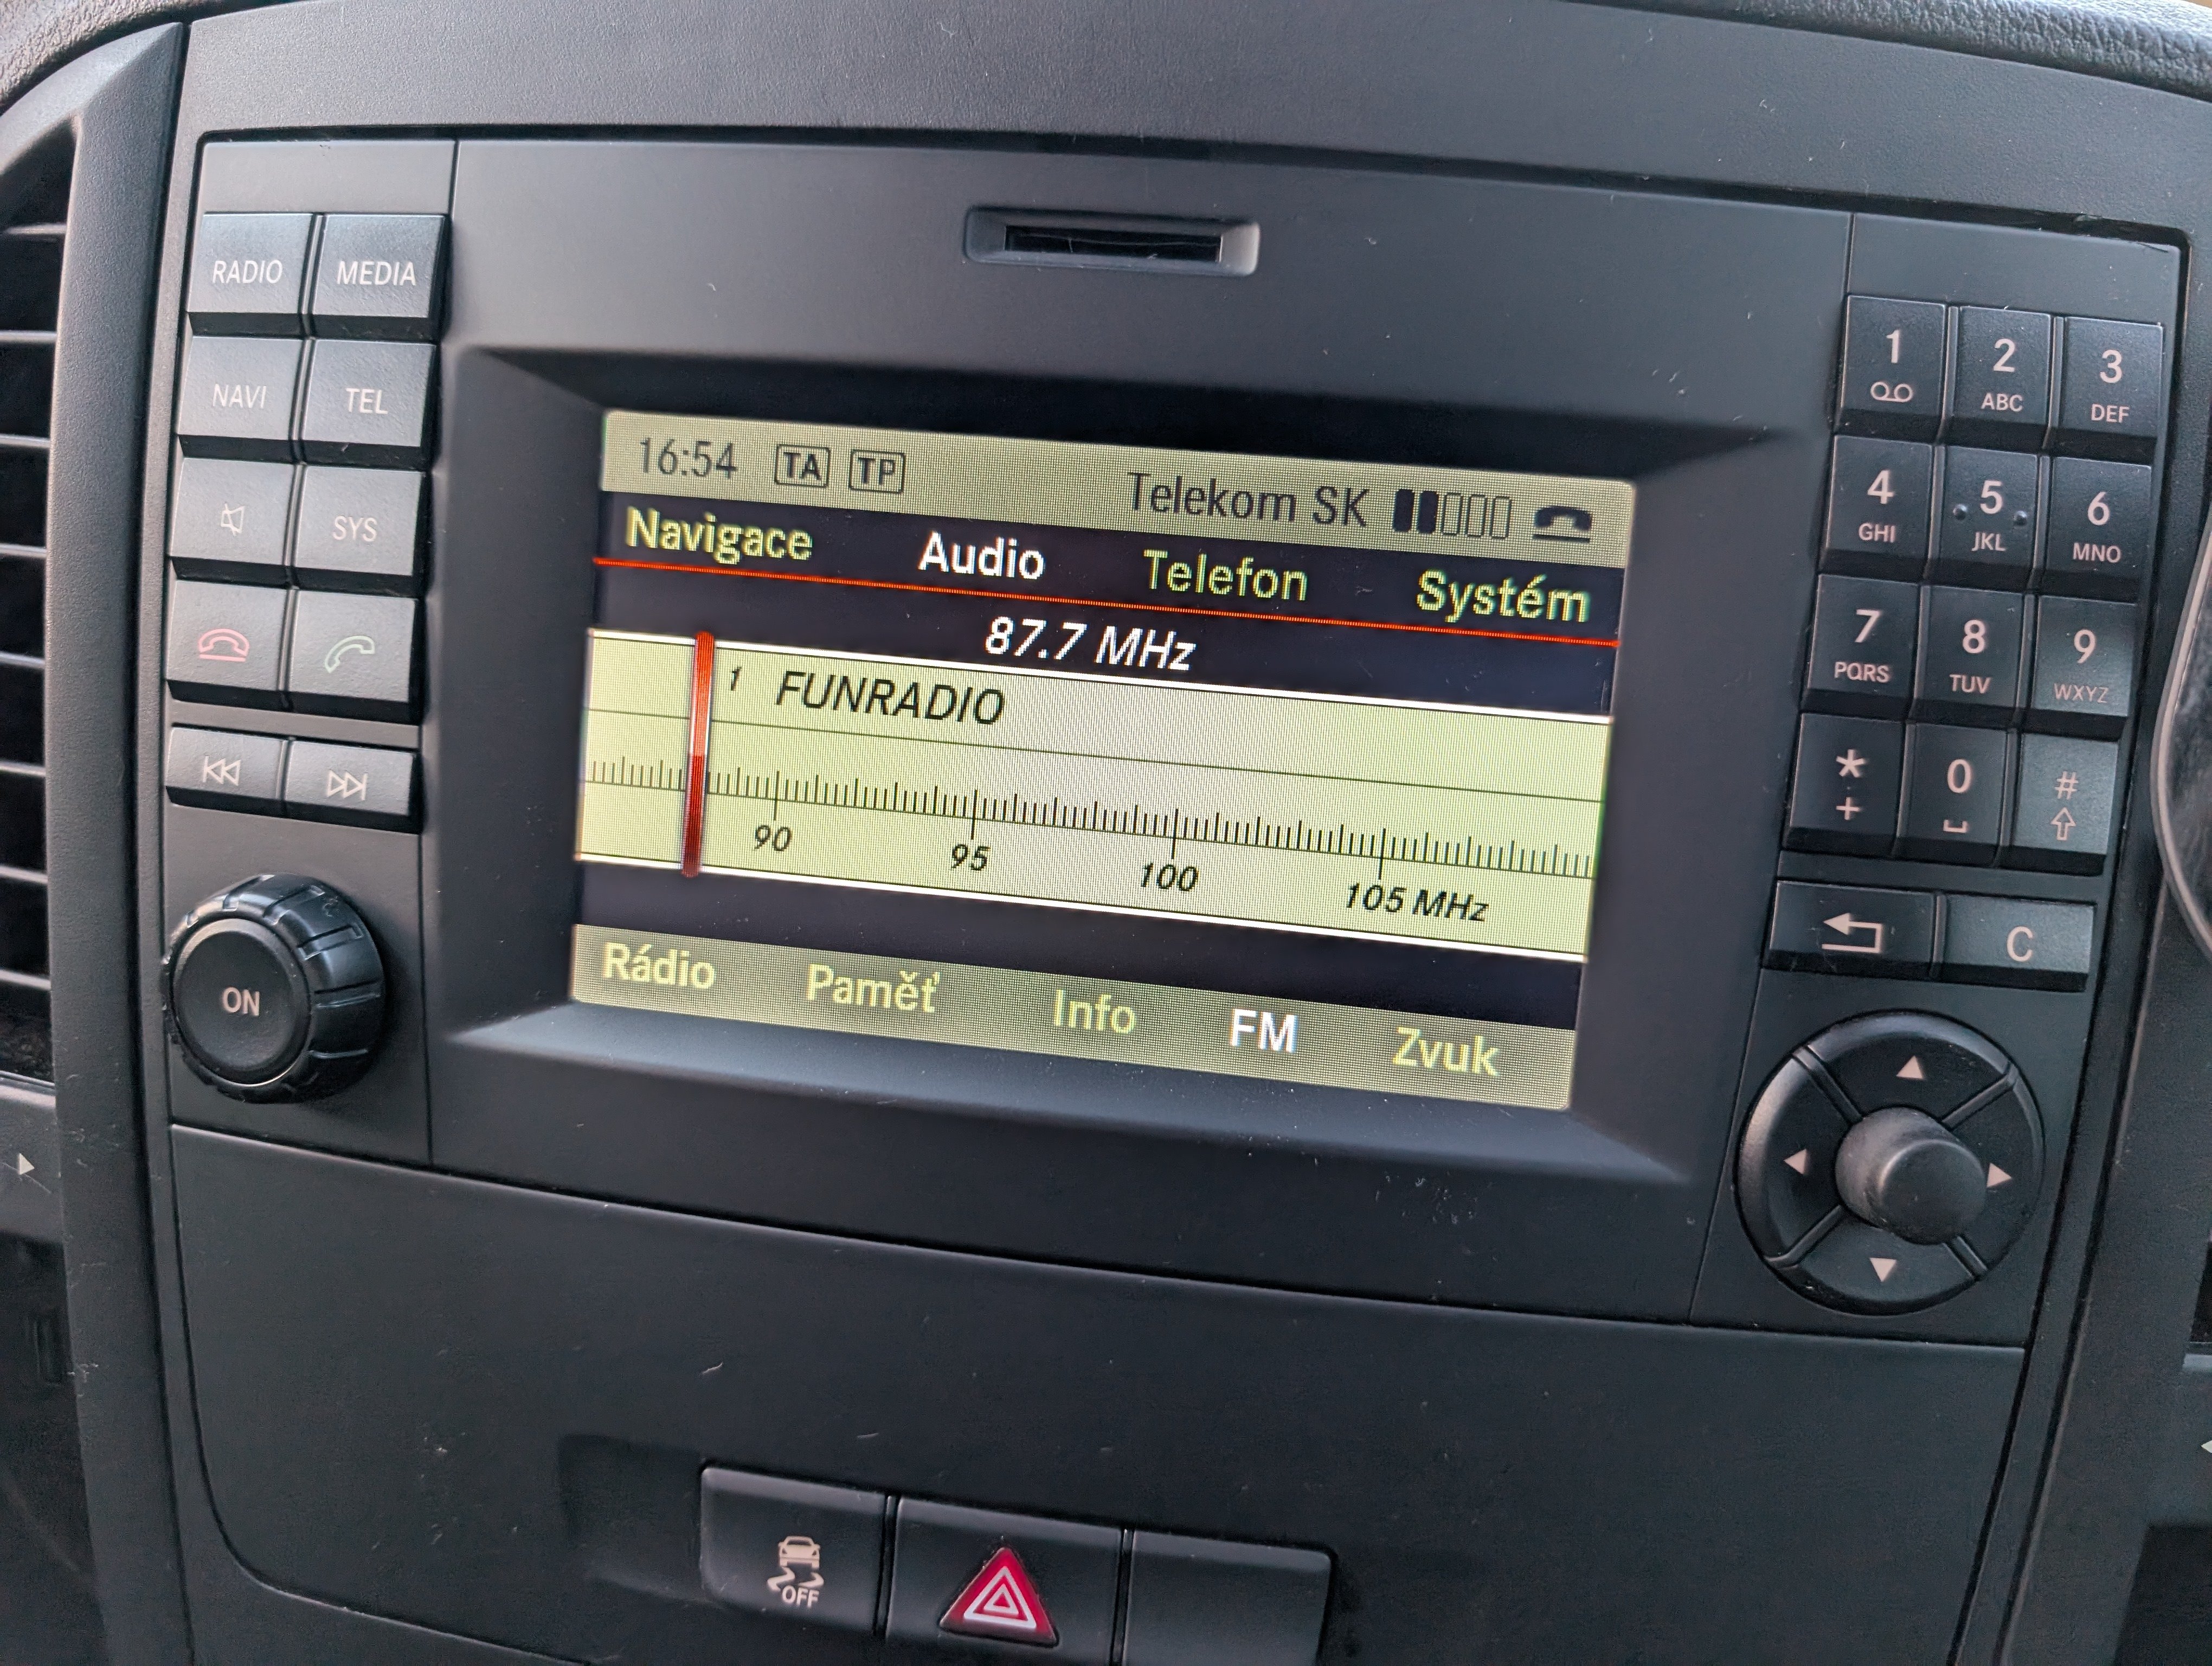 RADIO MEDIA
NAVI TEL
SYS
ON
16:54 TA TP Telekom SK
Navigace Audio Telefon Systém
87.7 MHz
1 FUNRADIO
90 95 100 105 MHz
Rádio Paměť Info FM Zvuk
1 2 3
ABC DEF
4 5 6
GHI JKL MNO
7 8 9
PQRS TUV WXYZ
* 0 #
+
C
OFF